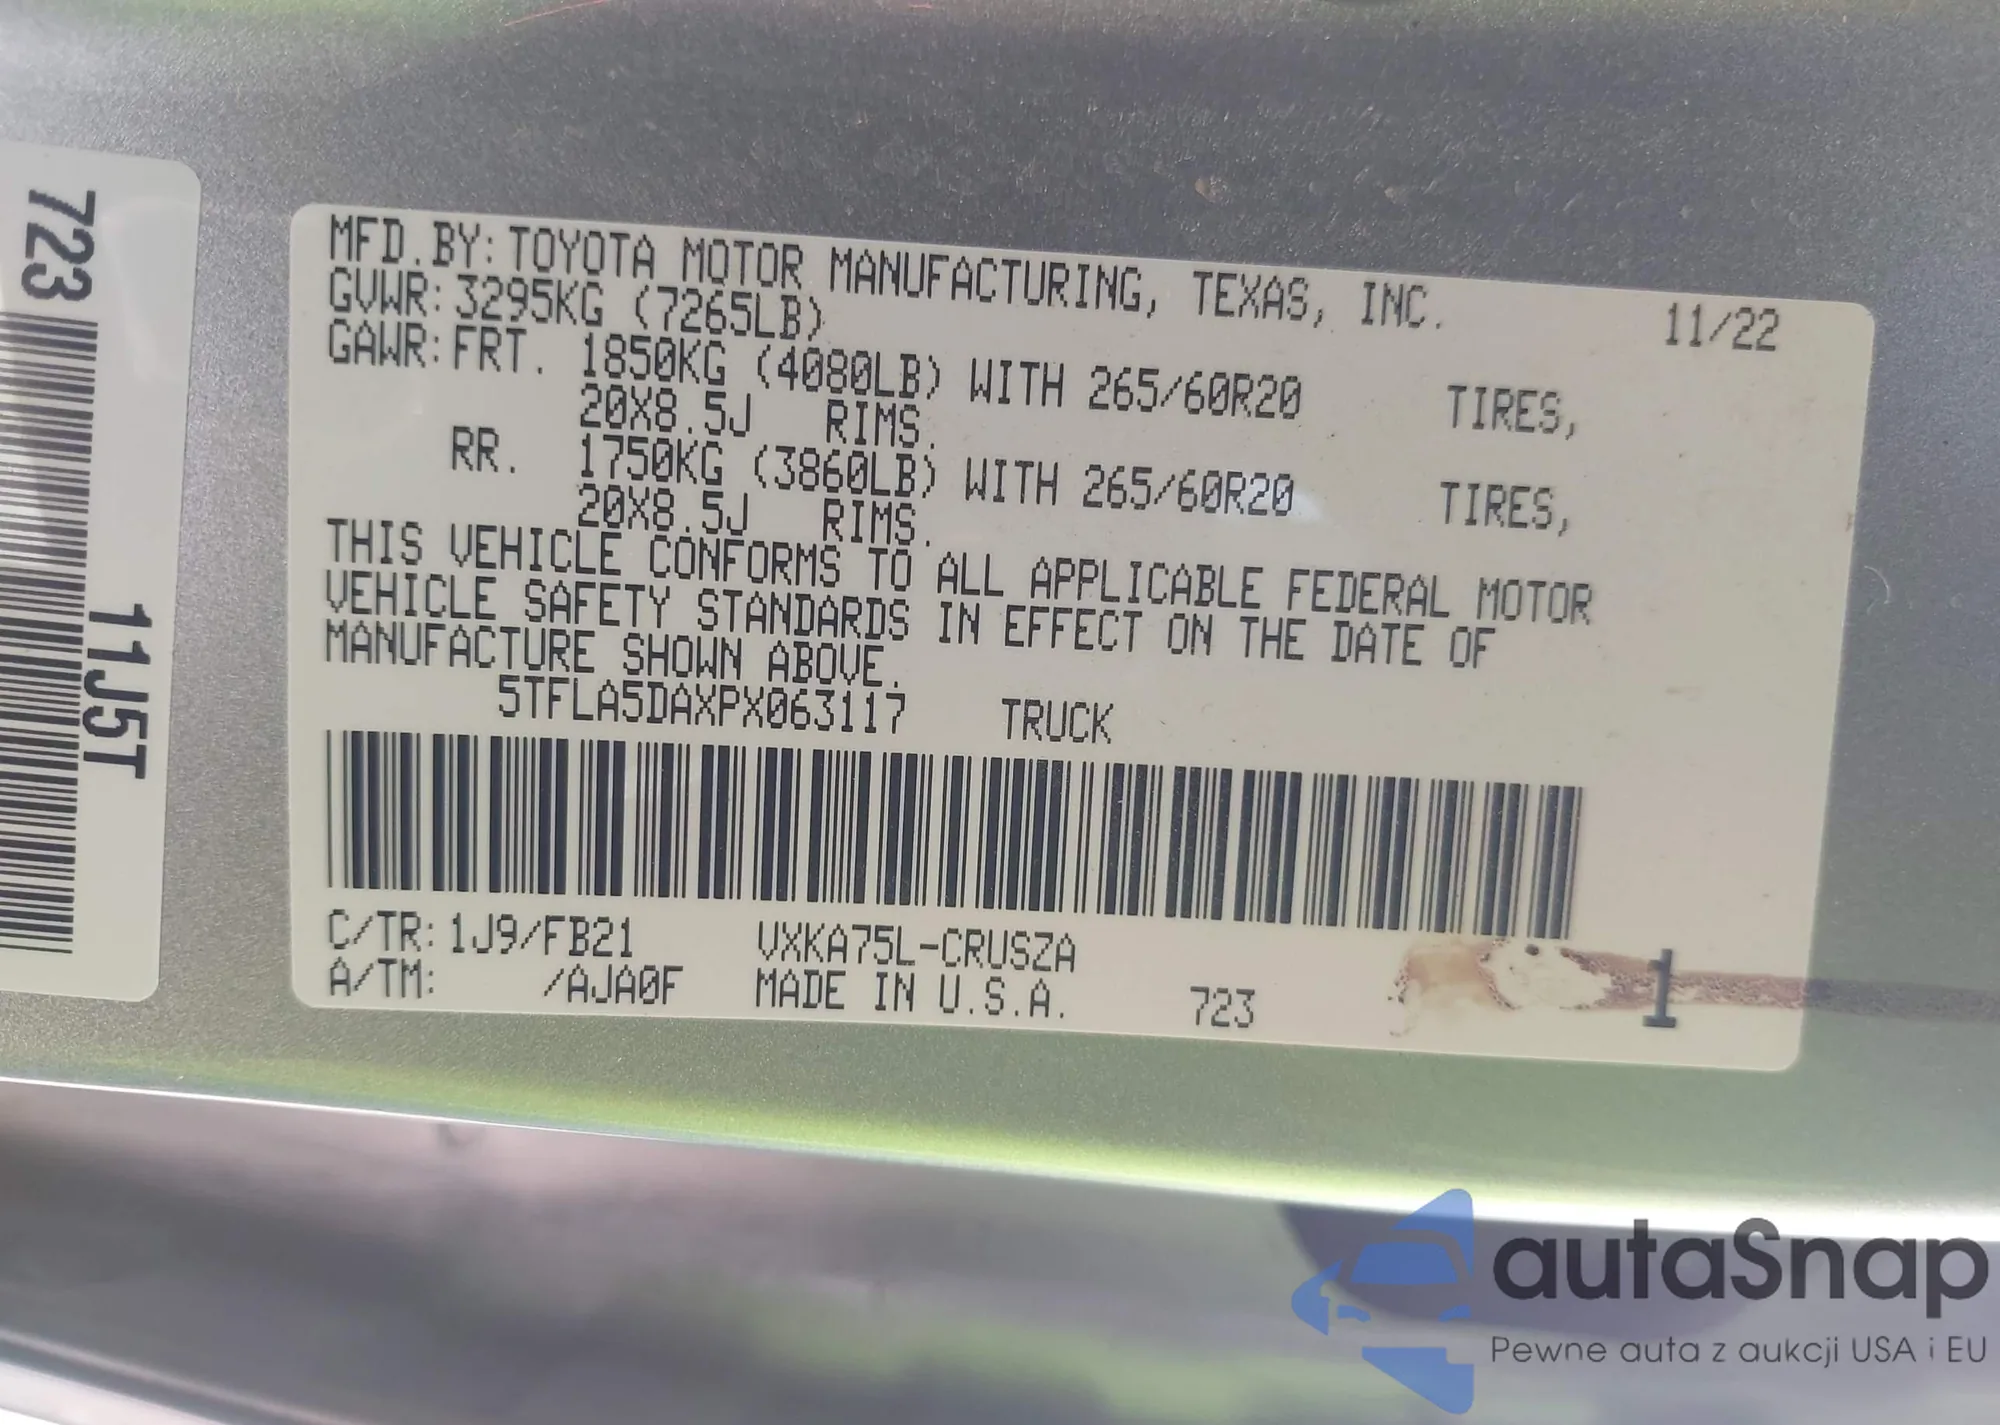 723
11J5T
MFD.BY:TOYOTA MOTOR MANUFACTURING, TEXAS, INC. 11/22
GVWR:3295KG (7265LB)
GAWR:FRT. 1850KG (4080LB) WITH 265/60R20 TIRES,
20X8.5J RIMS.
RR. 1750KG (3860LB) WITH 265/60R20 TIRES,
20X8.5J RIMS.
THIS VEHICLE CONFORMS TO ALL APPLICABLE FEDERAL MOTOR
VEHICLE SAFETY STANDARDS IN EFFECT ON THE DATE OF
MANUFACTURE SHOWN ABOVE.
5TFLA5DAXPX063117 TRUCK
C/TR:1J9/FB21 VXKA75L-CRUSZA
A/TM: /AJA0F MADE IN U.S.A. 723 1
autaSnap
Pewne auta z aukcji USA i EU